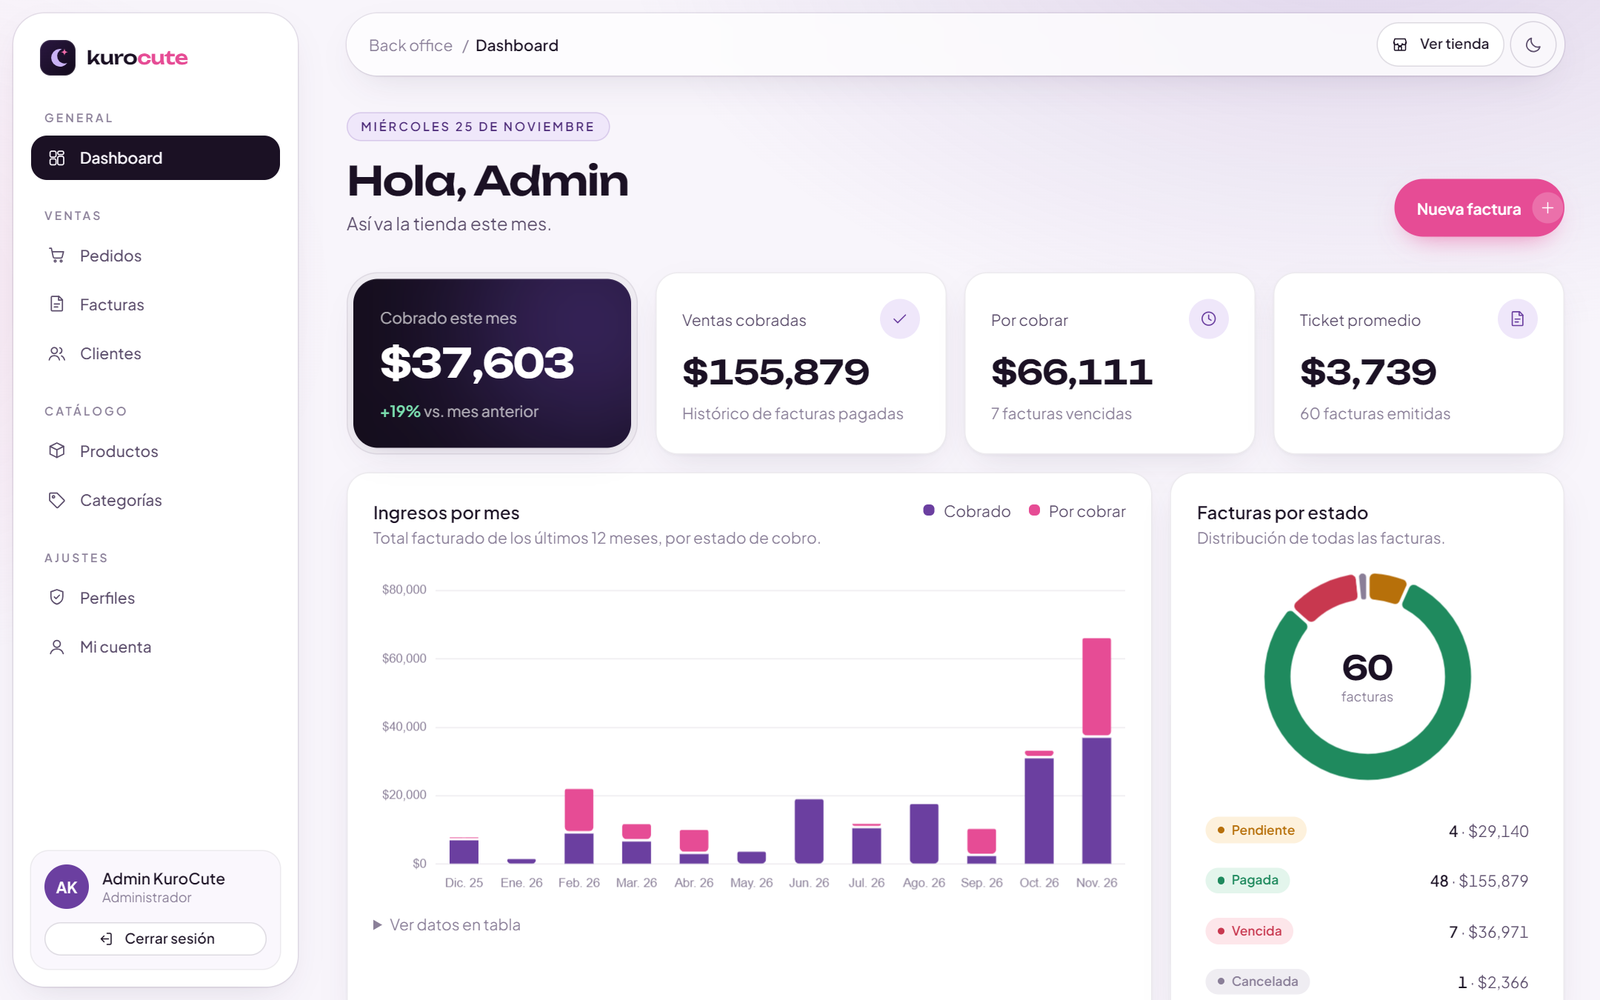 kurocute
GENERAL
Dashboard
VENTAS
Pedidos
Facturas
Clientes
CATÁLOGO
Productos
Categorías
AJUSTES
Perfiles
Mi cuenta
AK
Admin KuroCute
Administrador
Cerrar sesión
Back office / Dashboard
Ver tienda
MIÉRCOLES 25 DE NOVIEMBRE
Hola, Admin
Así va la tienda este mes.
Nueva factura
Cobrado este mes
$37,603
+19% vs. mes anterior
Ventas cobradas
$155,879
Histórico de facturas pagadas
Por cobrar
$66,111
7 facturas vencidas
Ticket promedio
$3,739
60 facturas emitidas
Ingresos por mes
Total facturado de los últimos 12 meses, por estado de cobro.
Cobrado
Por cobrar
$80,000
$60,000
$40,000
$20,000
$0
Dic. 25 Ene. 26 Feb. 26 Mar. 26 Abr. 26 May. 26 Jun. 26 Jul. 26 Ago. 26 Sep. 26 Oct. 26 Nov. 26
Ver datos en tabla
Facturas por estado
Distribución de todas las facturas.
60
facturas
Pendiente 4 · $29,140
Pagada 48 · $155,879
Vencida 7 · $36,971
Cancelada 1 · $2,366